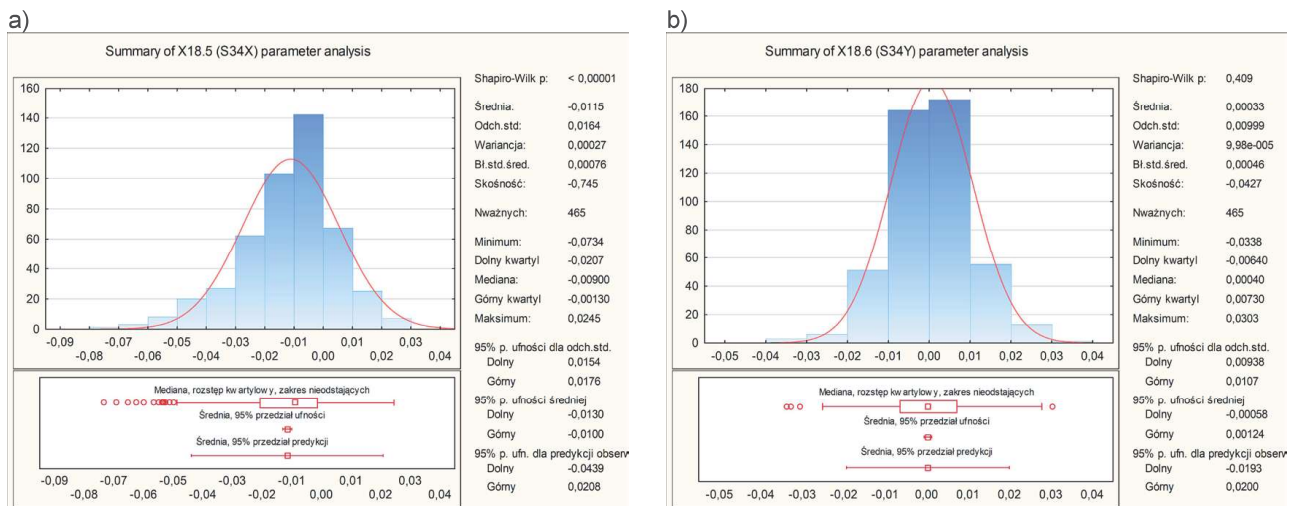 a)
Summary of X18.5 (S34X) parameter analysis
160
140
120
100
80
60
40
20
0
-0,09 -0,07 -0,05 -0,03 -0,01 0,01 0,03
-0,08 -0,06 -0,04 -0,02 0,00 0,02 0,04
Shapiro-Wilk p: < 0,00001
Średnia: -0,0115
Odch.std: 0,0164
Wariancja: 0,00027
Bł.std.śred. 0,00076
Skośność: -0,745
Nważnych: 465
Minimum: -0,0734
Dolny kwartyl -0,0207
Mediana: -0,00900
Górny kwartyl -0,00130
Maksimum: 0,0245
95% p. ufności dla odch.std.
Dolny 0,0154
Górny 0,0176
95% p. ufności średniej
Dolny -0,0130
Górny -0,0100
95% p. ufn. dla predykcji obserw
Dolny -0,0439
Górny 0,0208
Mediana, rozstęp kw artylow y, zakres nieodstających
Średnia, 95% przedział ufności
Średnia, 95% przedział predykcji
-0,09 -0,07 -0,05 -0,03 -0,01 0,01 0,03
-0,08 -0,06 -0,04 -0,02 0,00 0,02 0,04
b)
Summary of X18.6 (S34Y) parameter analysis
180
160
140
120
100
80
60
40
20
0
-0,05 -0,04 -0,03 -0,02 -0,01 0,00 0,01 0,02 0,03 0,04
Shapiro-Wilk p: 0,409
Średnia: 0,00033
Odch.std: 0,00999
Wariancja: 9,98e-005
Bł.std.śred. 0,00046
Skośność: -0,0427
Nważnych: 465
Minimum: -0,0338
Dolny kwartyl -0,00640
Mediana: 0,00040
Górny kwartyl 0,00730
Maksimum: 0,0303
95% p. ufności dla odch.std.
Dolny 0,00938
Górny 0,0107
95% p. ufności średniej
Dolny -0,00058
Górny 0,00124
95% p. ufn. dla predykcji obserw
Dolny -0,0193
Górny 0,0200
Mediana, rozstęp kw artylow y, zakres nieodstających
Średnia, 95% przedział ufności
Średnia, 95% przedział predykcji
-0,05 -0,04 -0,03 -0,02 -0,01 0,00 0,01 0,02 0,03 0,04